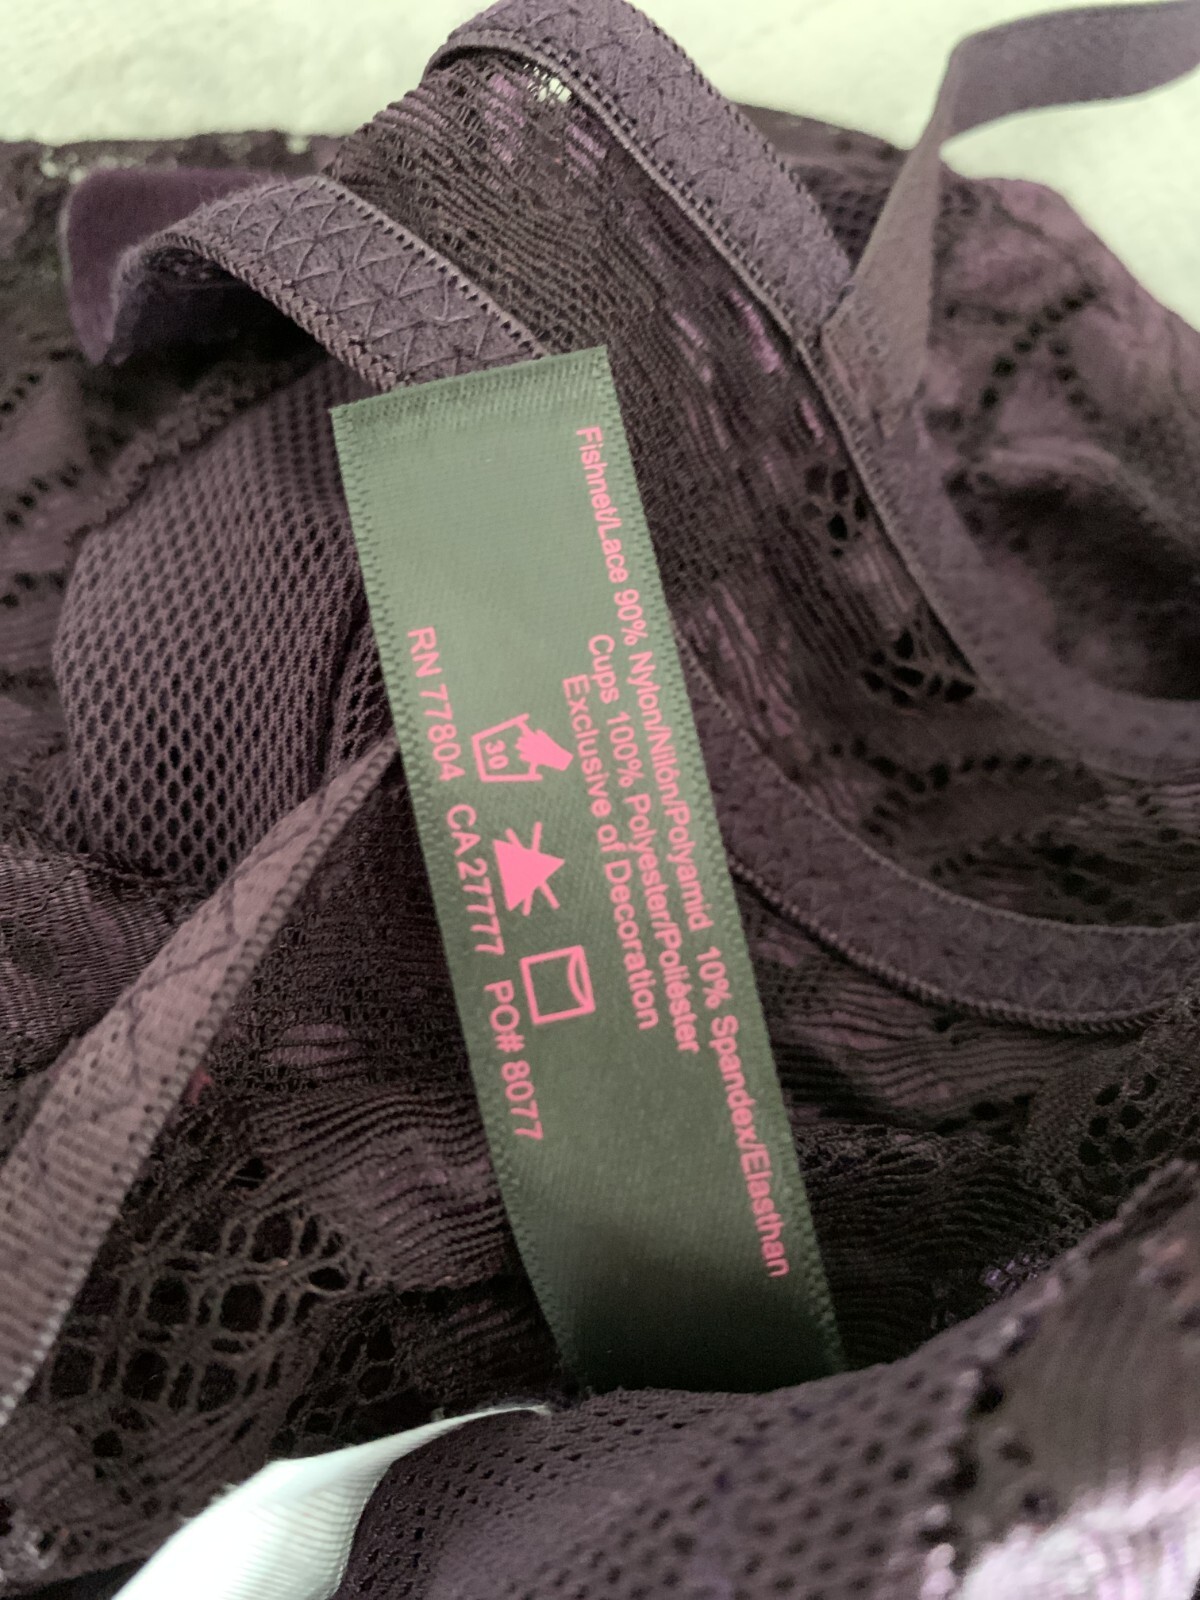 Fishnet/Lace 90% Nylon/Nilón/Polyamid 10% Spandex/Elasthan
Cups 100% Polyester/Poliéster
Exclusive of Decoration
30
RN 77804 CA27777 PO# 8077